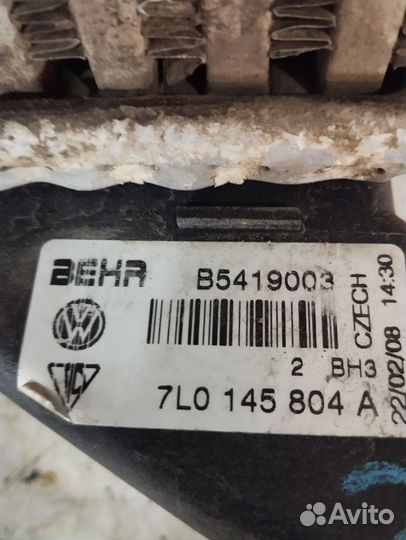 BEHR B5419003
2 BH3
7L0 145 804 A
CZECH
22/02/08 14:30
Avito